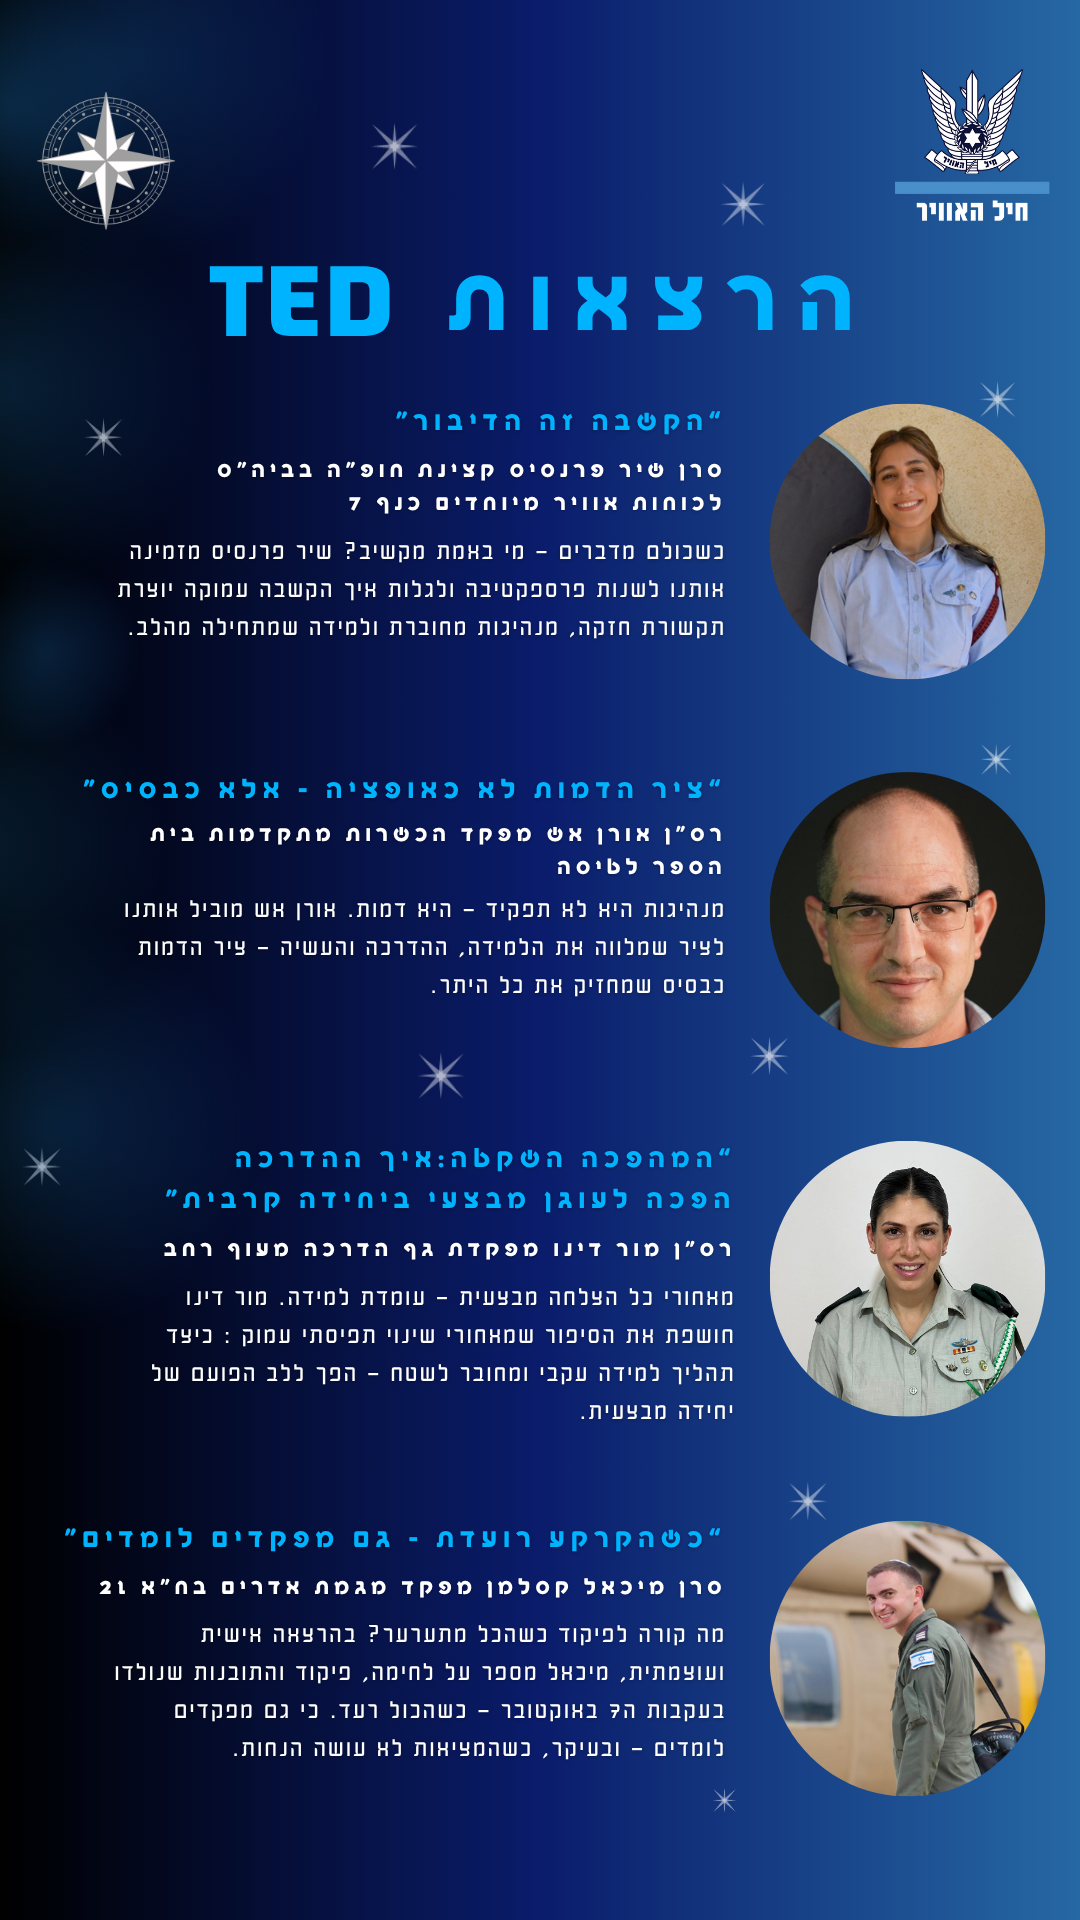 חיל האוויר
חיל האוויר
הרצאות TED
“הקשבה זה הדיבור”
סרן שיר פרנסיס קצינת חופ”ה בביה”ס
לכוחות אוויר מיוחדים כנף 7
כשכולם מדברים – מי באמת מקשיב? שיר פרנסיס מזמינה
אותנו לשנות פרספקטיבה ולגלות איך הקשבה עמוקה יוצרת
תקשורת חזקה, מנהיגות מחוברת ולמידה שמתחילה מהלב.
“ציר הדמות לא כאופציה - אלא כבסיס”
רס”ן אורן אש מפקד הכשרות מתקדמות בית
הספר לטיסה
מנהיגות היא לא תפקיד – היא דמות. אורן אש מוביל אותנו
לציר שמלווה את הלמידה, ההדרכה והעשיה – ציר הדמות
כבסיס שמחזיק את כל היתר.
“המהפכה השקטה:איך ההדרכה
הפכה לעוגן מבצעי ביחידה קרבית”
רס”ן מור דינו מפקדת גף הדרכה מעוף רחב
מאחורי כל הצלחה מבצעית – עומדת למידה. מור דינו
חושפת את הסיפור שמאחורי שינוי תפיסתי עמוק : כיצד
תהליך למידה עקבי ומחובר לשטח – הפך ללב הפועם של
יחידה מבצעית.
“כשהקרקע רועדת - גם מפקדים לומדים”
סרן מיכאל קסלמן מפקד מגמת אדרים בח”א 21
מה קורה לפיקוד כשהכל מתערער? בהרצאה אישית
ועוצמתית, מיכאל מספר על לחימה, פיקוד והתובנות שנולדו
בעקבות ה7 באוקטובר – כשהכול רעד. כי גם מפקדים
לומדים – ובעיקר, כשהמציאות לא עושה הנחות.